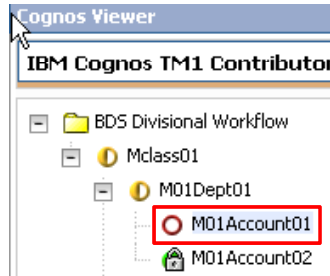 Cognos Viewer
IBM Cognos TM1 Contributor
BDS Divisional Workflow
Mclass01
M01Dept01
M01Account01
M01Account02